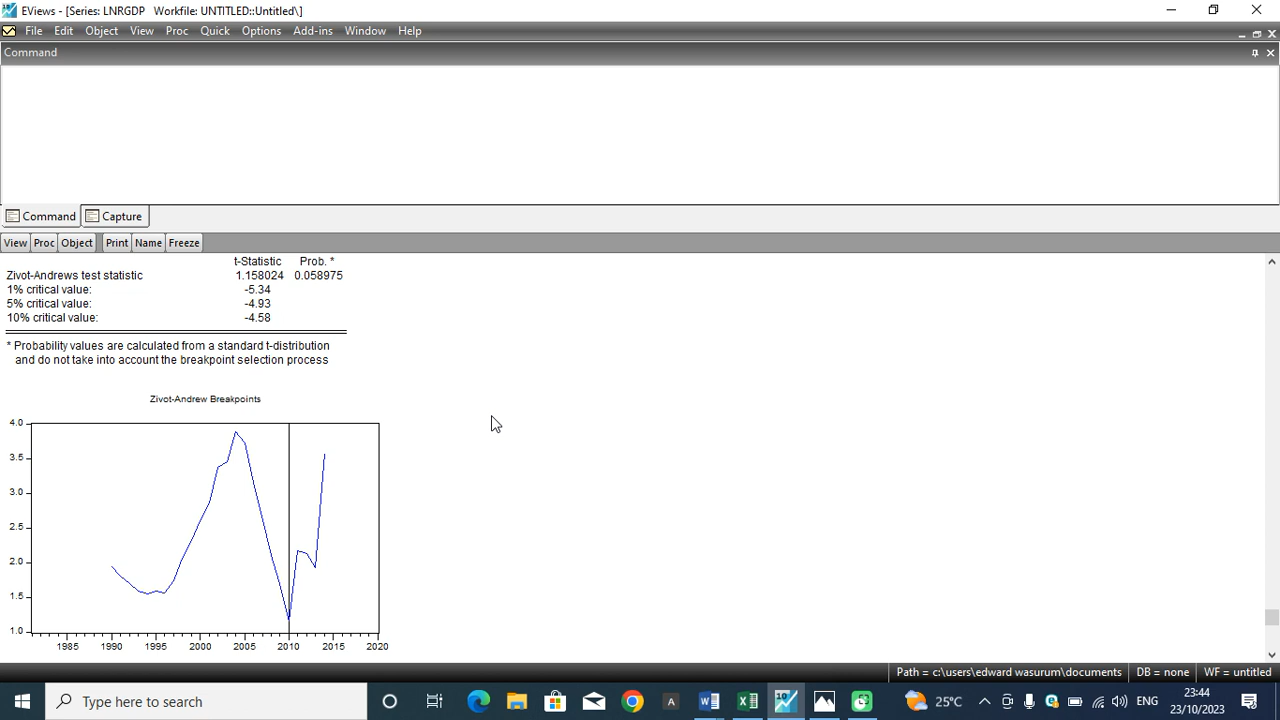 EViews - [Series: LNRGDP   Workfile: UNTITLED::Untitled\]
File Edit Object View Proc Quick Options Add-ins Window Help
Command
Command Capture
View Proc Object Print Name Freeze
t-Statistic Prob. *
Zivot-Andrews test statistic 1.158024 0.058975
1% critical value: -5.34
5% critical value: -4.93
10% critical value: -4.58
* Probability values are calculated from a standard t-distribution
and do not take into account the breakpoint selection process
Zivot-Andrew Breakpoints
4.0
3.5
3.0
2.5
2.0
1.5
1.0
1985 1990 1995 2000 2005 2010 2015 2020
Path = c:\users\edward wasurum\documents DB = none WF = untitled
Type here to search
25°C
ENG
23:44
23/10/2023